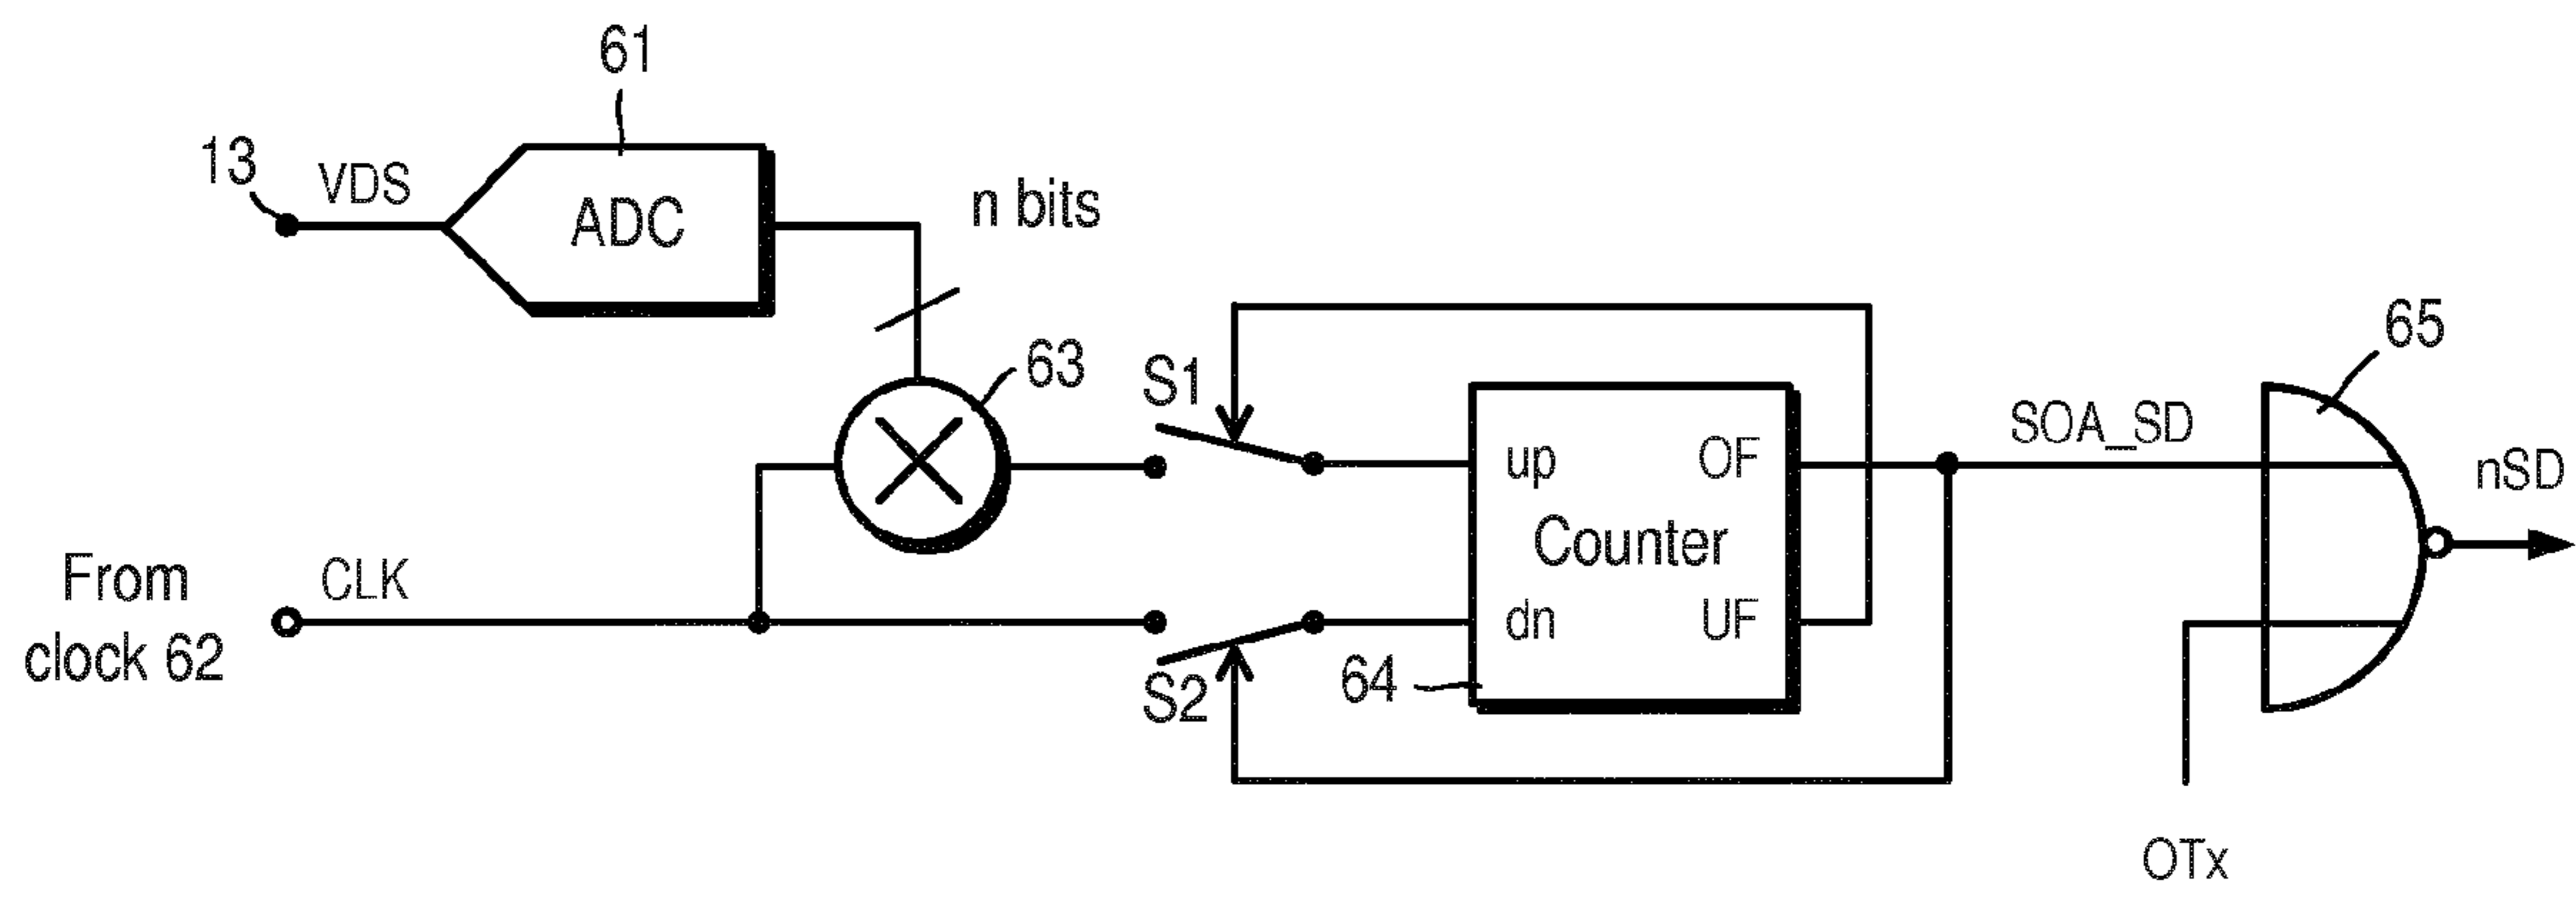 61
13
VDS
ADC
n bits
63
65
S1
SOA_SD
up
OF
nSD
Counter
From
clock 62
CLK
dn
UF
64
S2
OTx